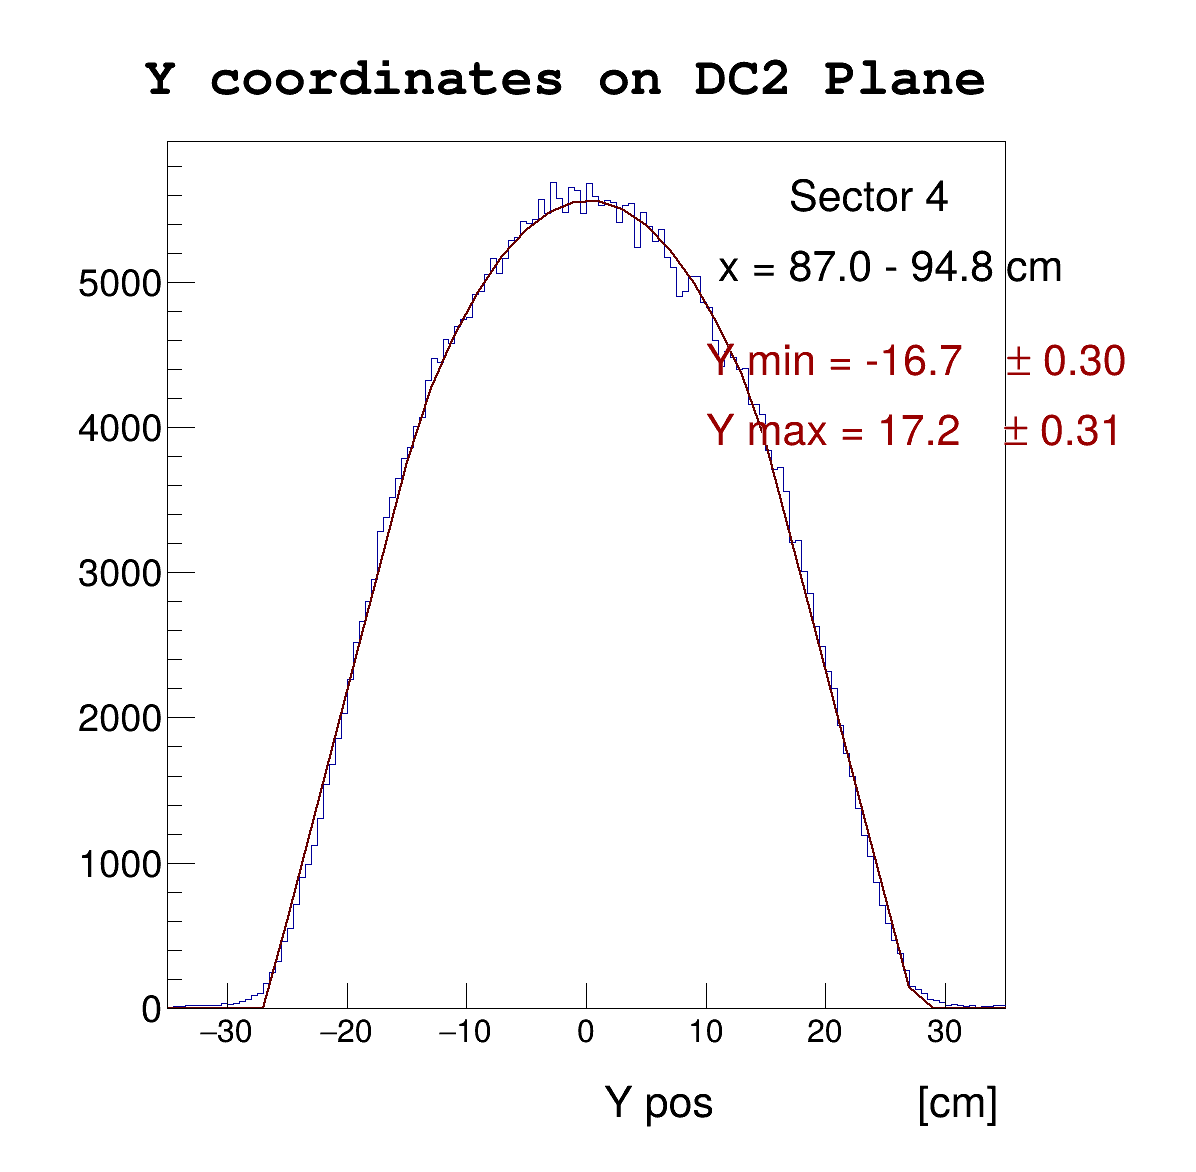 Y coordinates on DC2 Plane
Sector 4
x = 87.0 - 94.8 cm
Y min = -16.7 ± 0.30
Y max = 17.2 ± 0.31
5000
4000
3000
2000
1000
0
−30 −20 −10 0 10 20 30
Y pos [cm]